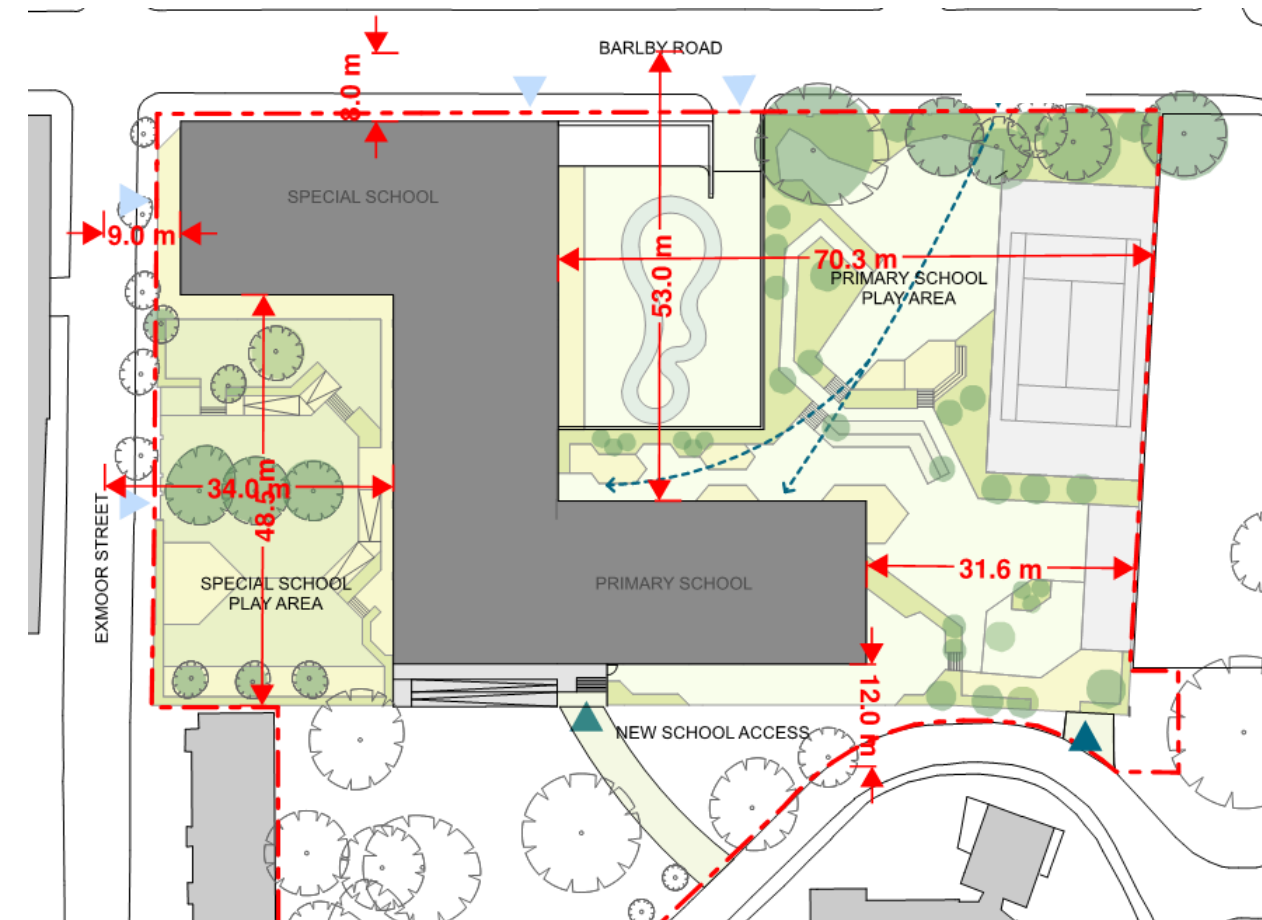 BARLBY ROAD
8.0 m
SPECIAL SCHOOL
9.0 m
53.0 m
70.3 m
PRIMARY SCHOOL
PLAY AREA
34.0 m
48.5 m
EXMOOR STREET
SPECIAL SCHOOL
PLAY AREA
PRIMARY SCHOOL
31.6 m
12.0 m
NEW SCHOOL ACCESS